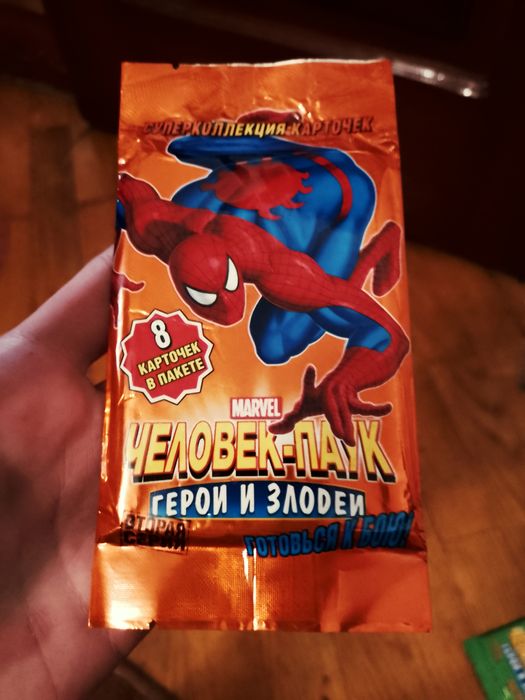 СУПЕРКОЛЛЕКЦИЯ КАРТОЧЕК
8
КАРТОЧЕК
В ПАКЕТЕ
MARVEL
ЧЕЛОВЕК-ПАУК
ГЕРОИ И ЗЛОДЕИ
ВТОРАЯ
СЕРИЯ
ГОТОВЬСЯ К БОЮ!